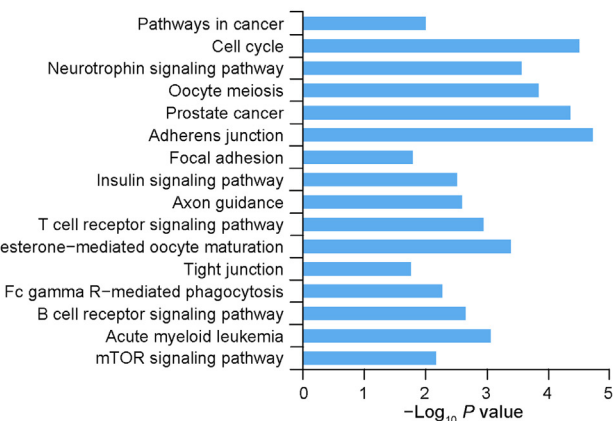 Pathways in cancer
Cell cycle
Neurotrophin signaling pathway
Oocyte meiosis
Prostate cancer
Adherens junction
Focal adhesion
Insulin signaling pathway
Axon guidance
T cell receptor signaling pathway
esterone−mediated oocyte maturation
Tight junction
Fc gamma R−mediated phagocytosis
B cell receptor signaling pathway
Acute myeloid leukemia
mTOR signaling pathway
0 1 2 3 4 5
−Log10 P value